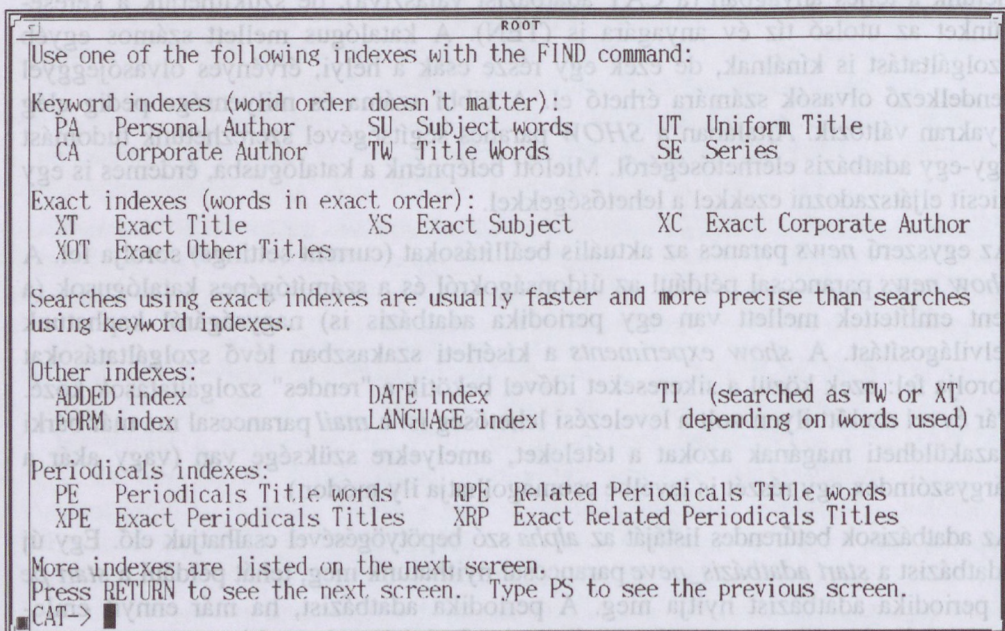 ROOT
Use one of the following indexes with the FIND command:
Keyword indexes (word order doesn't matter):
PA Personal Author SU Subject words UT Uniform Title
CA Corporate Author TW Title Words SE Series
Exact indexes (words in exact order):
XT Exact Title XS Exact Subject XC Exact Corporate Author
XOT Exact Other Titles
Searches using exact indexes are usually faster and more precise than searches
using keyword indexes.
Other indexes:
ADDED index DATE index TI (searched as TW or XT
FORM index LANGUAGE index depending on words used)
Periodicals indexes:
PE Periodicals Title words RPE Related Periodicals Title words
XPE Exact Periodicals Titles XRP Exact Related Periodicals Titles
More indexes are listed on the next screen.
Press RETURN to see the next screen. Type PS to see the previous screen.
CAT->